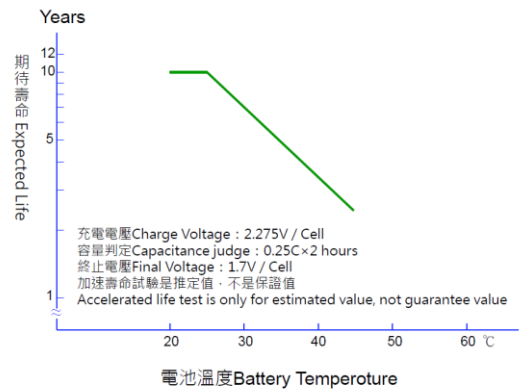 Years
12
10
5
1
期待壽命 Expected Life
充電電壓Charge Voltage：2.275V / Cell
容量判定Capacitance judge：0.25C×2 hours
終止電壓Final Voltage：1.7V / Cell
加速壽命試驗是推定值，不是保證值
Accelerated life test is only for estimated value, not guarantee value
20 30 40 50 60 ℃
電池溫度Battery Temperoture